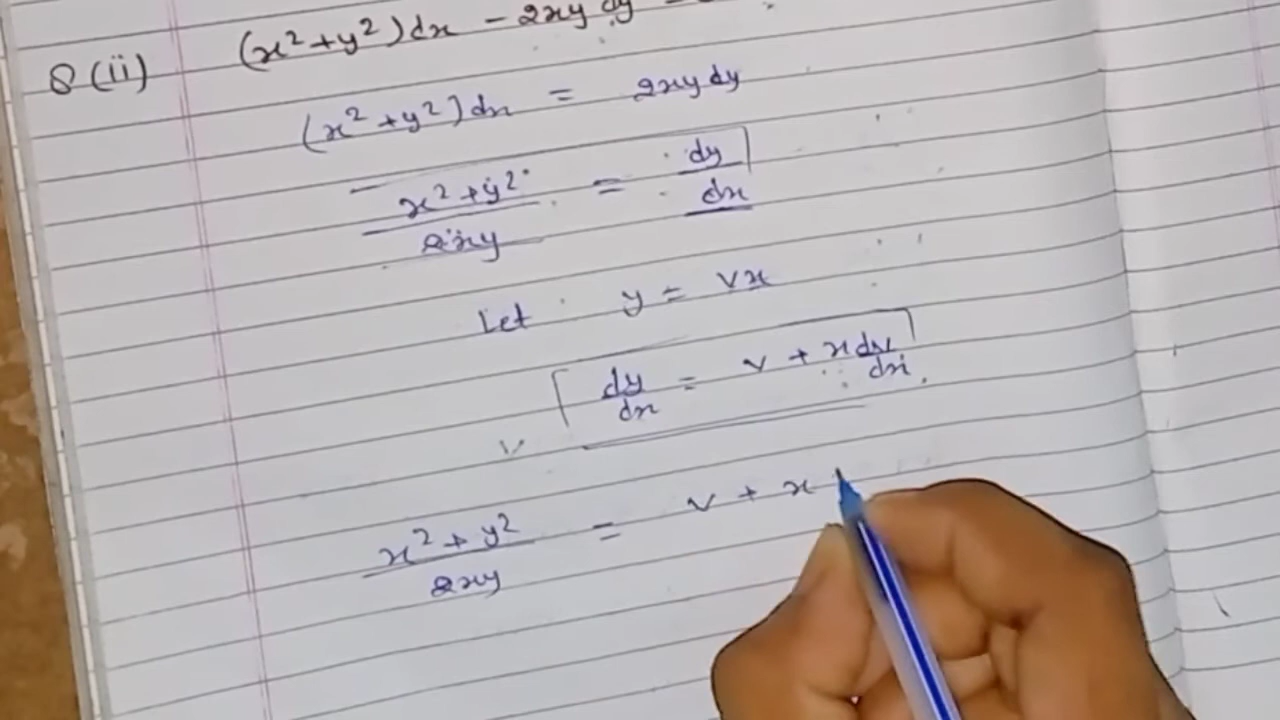 Q(ii) (x²+y²)dx - 2xy dy
(x²+y²)dx = 2xy dy
x²+y² / 2xy = dy/dx
Let y = vx
dy/dx = v + x dv/dx
x²+y² / 2xy = v + x